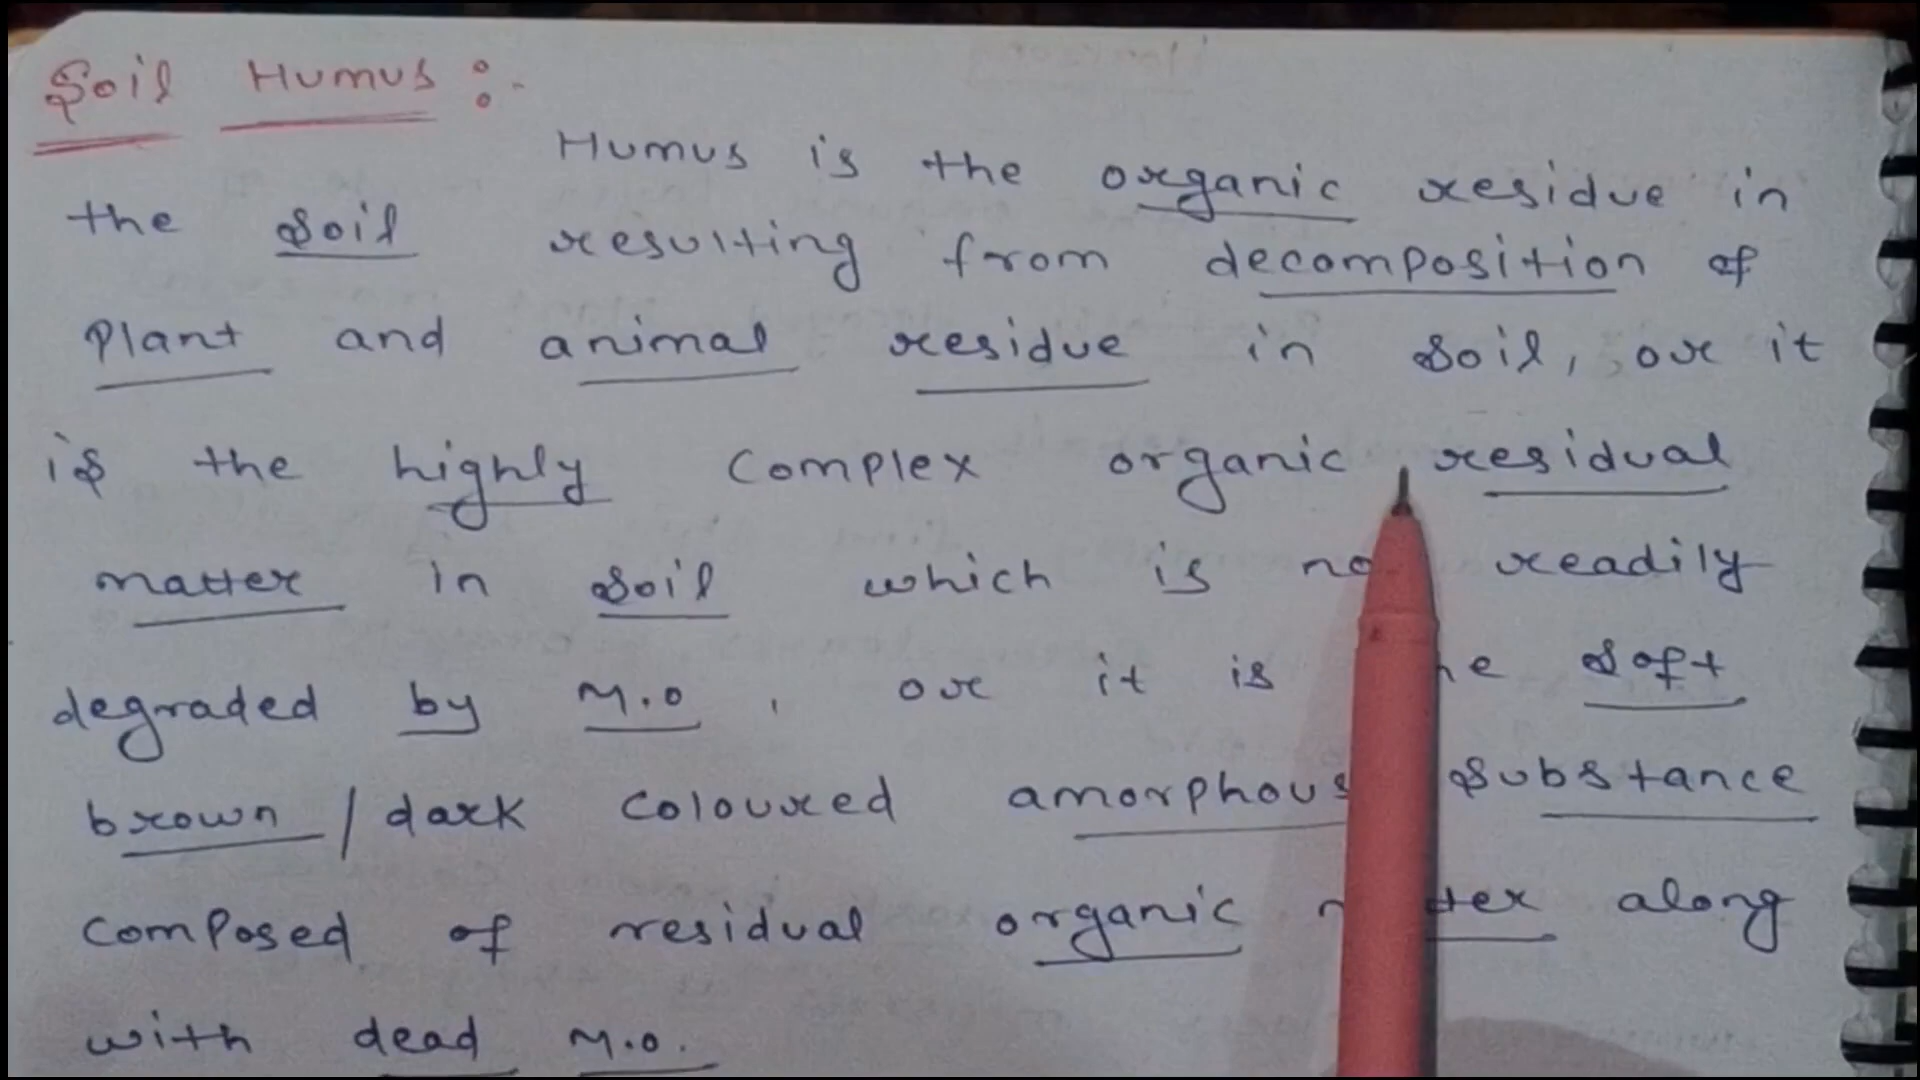 Soil Humus :-
Humus is the organic residue in
the soil resulting from decomposition of
plant and animal residue in soil, or it
is the highly complex organic residual
matter in soil which is readily
degraded by M.O, or it is soft
brown / dark coloured amorphous substance
composed of residual organic along
with dead M.O.